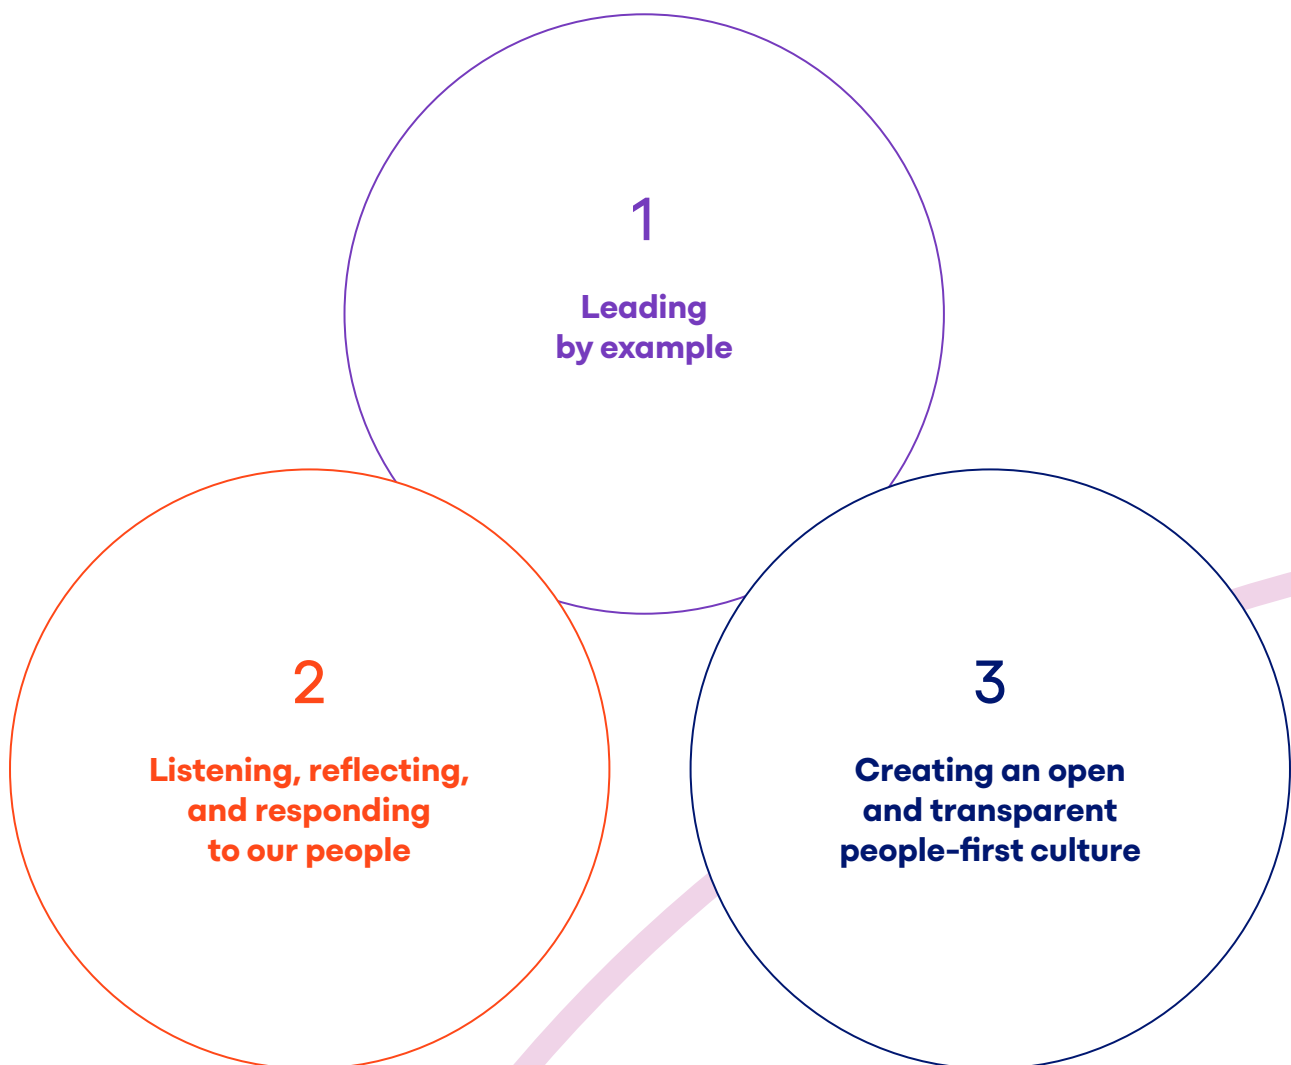 1
Leading
by example
2
Listening, reflecting,
and responding
to our people
3
Creating an open
and transparent
people-first culture